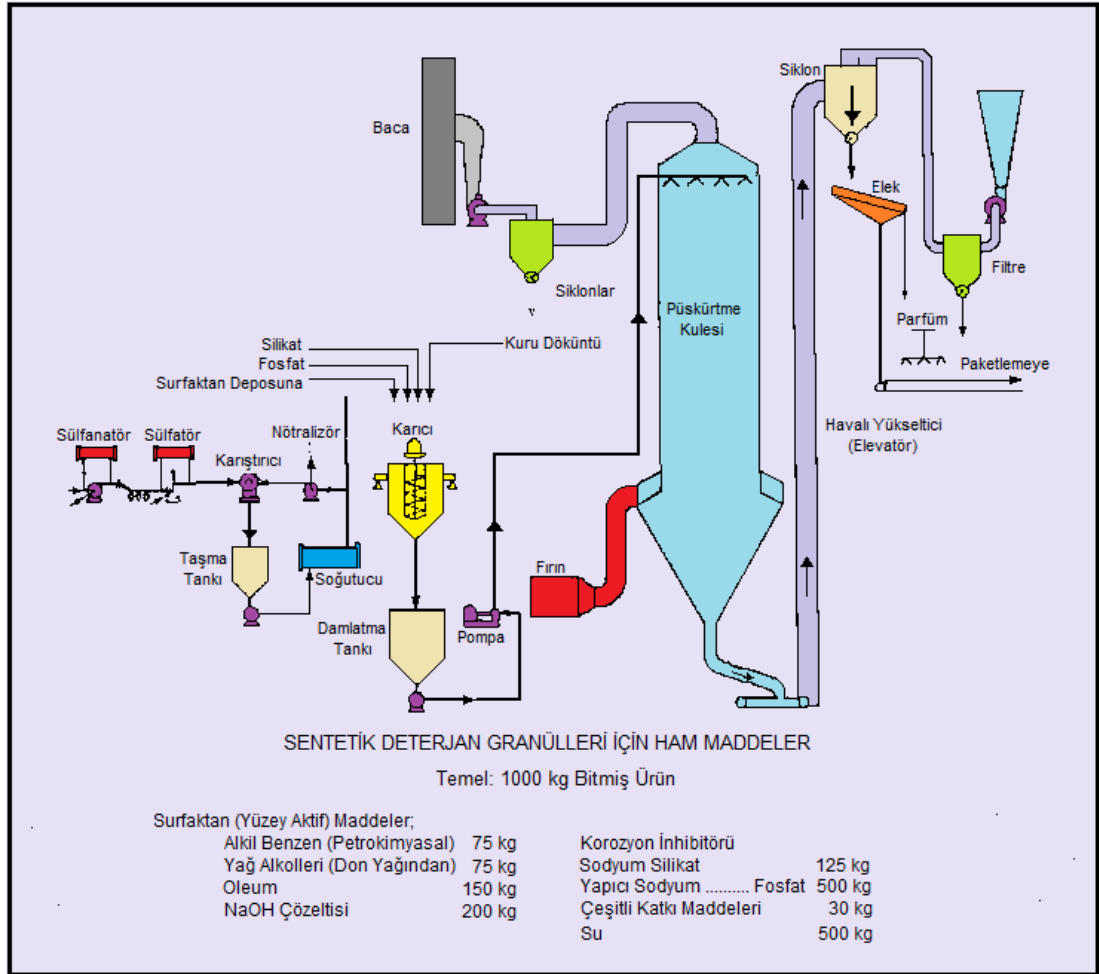 Siklon
Baca
Elek
Siklonlar
Filtre
Püskürtme
Kulesi
Parfüm
Silikat
Kuru Döküntü
Fosfat
Paketlemeye
Surfaktan Deposuna
Sülfanatör
Sülfatör
Nötralizör
Karıcı
Havalı Yükseltici
(Elevatör)
Karıştırıcı
Taşma
Tankı
Soğutucu
Fırın
Damlatma
Tankı
Pompa
SENTETİK DETERJAN GRANÜLLERİ İÇİN HAM MADDELER
Temel: 1000 kg Bitmiş Ürün
Surfaktan (Yüzey Aktif) Maddeler;
Alkil Benzen (Petrokimyasal) 75 kg
Yağ Alkolleri (Don Yağından) 75 kg
Oleum 150 kg
NaOH Çözeltisi 200 kg
Korozyon İnhibitörü
Sodyum Silikat 125 kg
Yapıcı Sodyum .......... Fosfat 500 kg
Çeşitli Katkı Maddeleri 30 kg
Su 500 kg